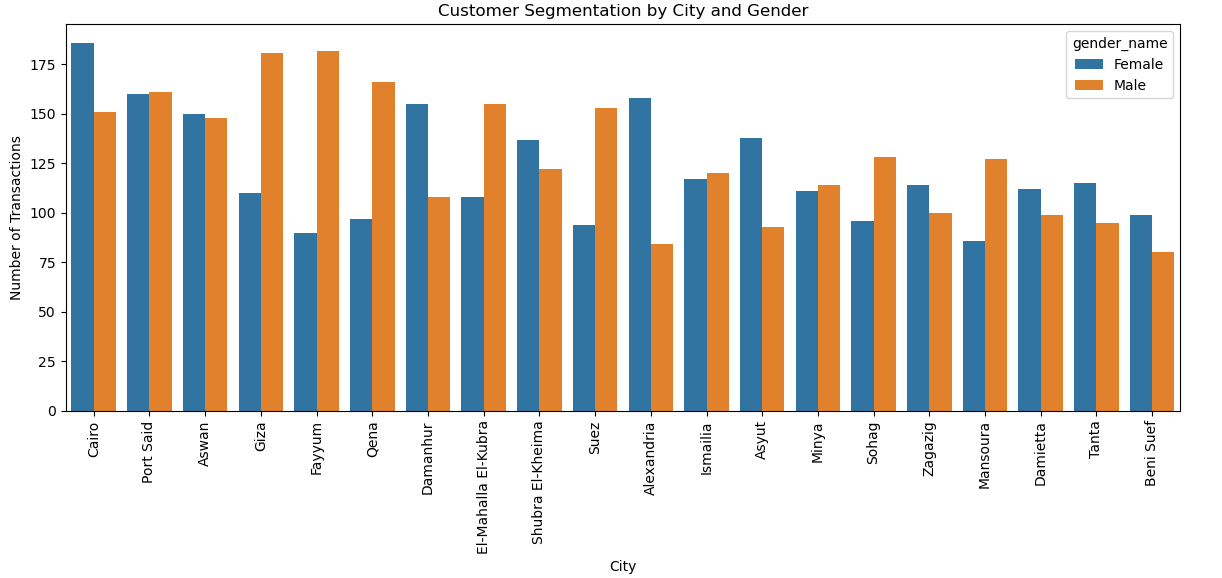 Customer Segmentation by City and Gender
Number of Transactions
175
150
125
100
75
50
25
0
gender_name
Female
Male
Cairo
Port Said
Aswan
Giza
Fayyum
Qena
Damanhur
El-Mahalla El-Kubra
Shubra El-Kheima
Suez
Alexandria
Ismailia
Asyut
Minya
Sohag
Zagazig
Mansoura
Damietta
Tanta
Beni Suef
City